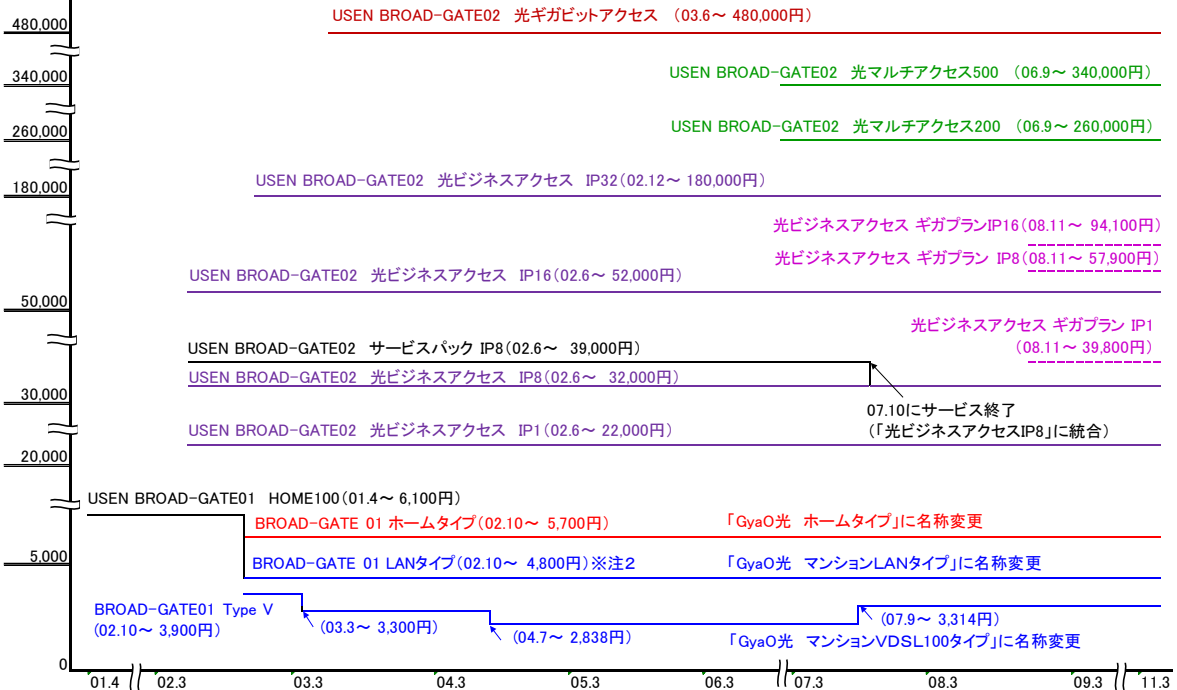 480,000
USEN BROAD-GATE02 光ギガビットアクセス (03.6～ 480,000円)
340,000
USEN BROAD-GATE02 光マルチアクセス500 (06.9～ 340,000円)
260,000
USEN BROAD-GATE02 光マルチアクセス200 (06.9～ 260,000円)
180,000
USEN BROAD-GATE02 光ビジネスアクセス IP32(02.12～ 180,000円)
光ビジネスアクセス ギガプランIP16(08.11～ 94,100円)
光ビジネスアクセス ギガプラン IP8(08.11～ 57,900円)
USEN BROAD-GATE02 光ビジネスアクセス IP16(02.6～ 52,000円)
50,000
光ビジネスアクセス ギガプラン IP1
(08.11～ 39,800円)
USEN BROAD-GATE02 サービスパック IP8(02.6～ 39,000円)
USEN BROAD-GATE02 光ビジネスアクセス IP8(02.6～ 32,000円)
30,000
07.10にサービス終了
(「光ビジネスアクセスIP8」に統合)
USEN BROAD-GATE02 光ビジネスアクセス IP1(02.6～ 22,000円)
20,000
USEN BROAD-GATE01 HOME100(01.4～ 6,100円)
BROAD-GATE 01 ホームタイプ(02.10～ 5,700円)
「GyaO光 ホームタイプ」に名称変更
5,000
BROAD-GATE 01 LANタイプ(02.10～ 4,800円)※注2
「GyaO光 マンションLANタイプ」に名称変更
BROAD-GATE01 Type V
(02.10～ 3,900円)
(03.3～ 3,300円)
(04.7～ 2,838円)
(07.9～ 3,314円)
「GyaO光 マンションVDSL100タイプ」に名称変更
0
01.4 02.3 03.3 04.3 05.3 06.3 07.3 08.3 09.3 11.3